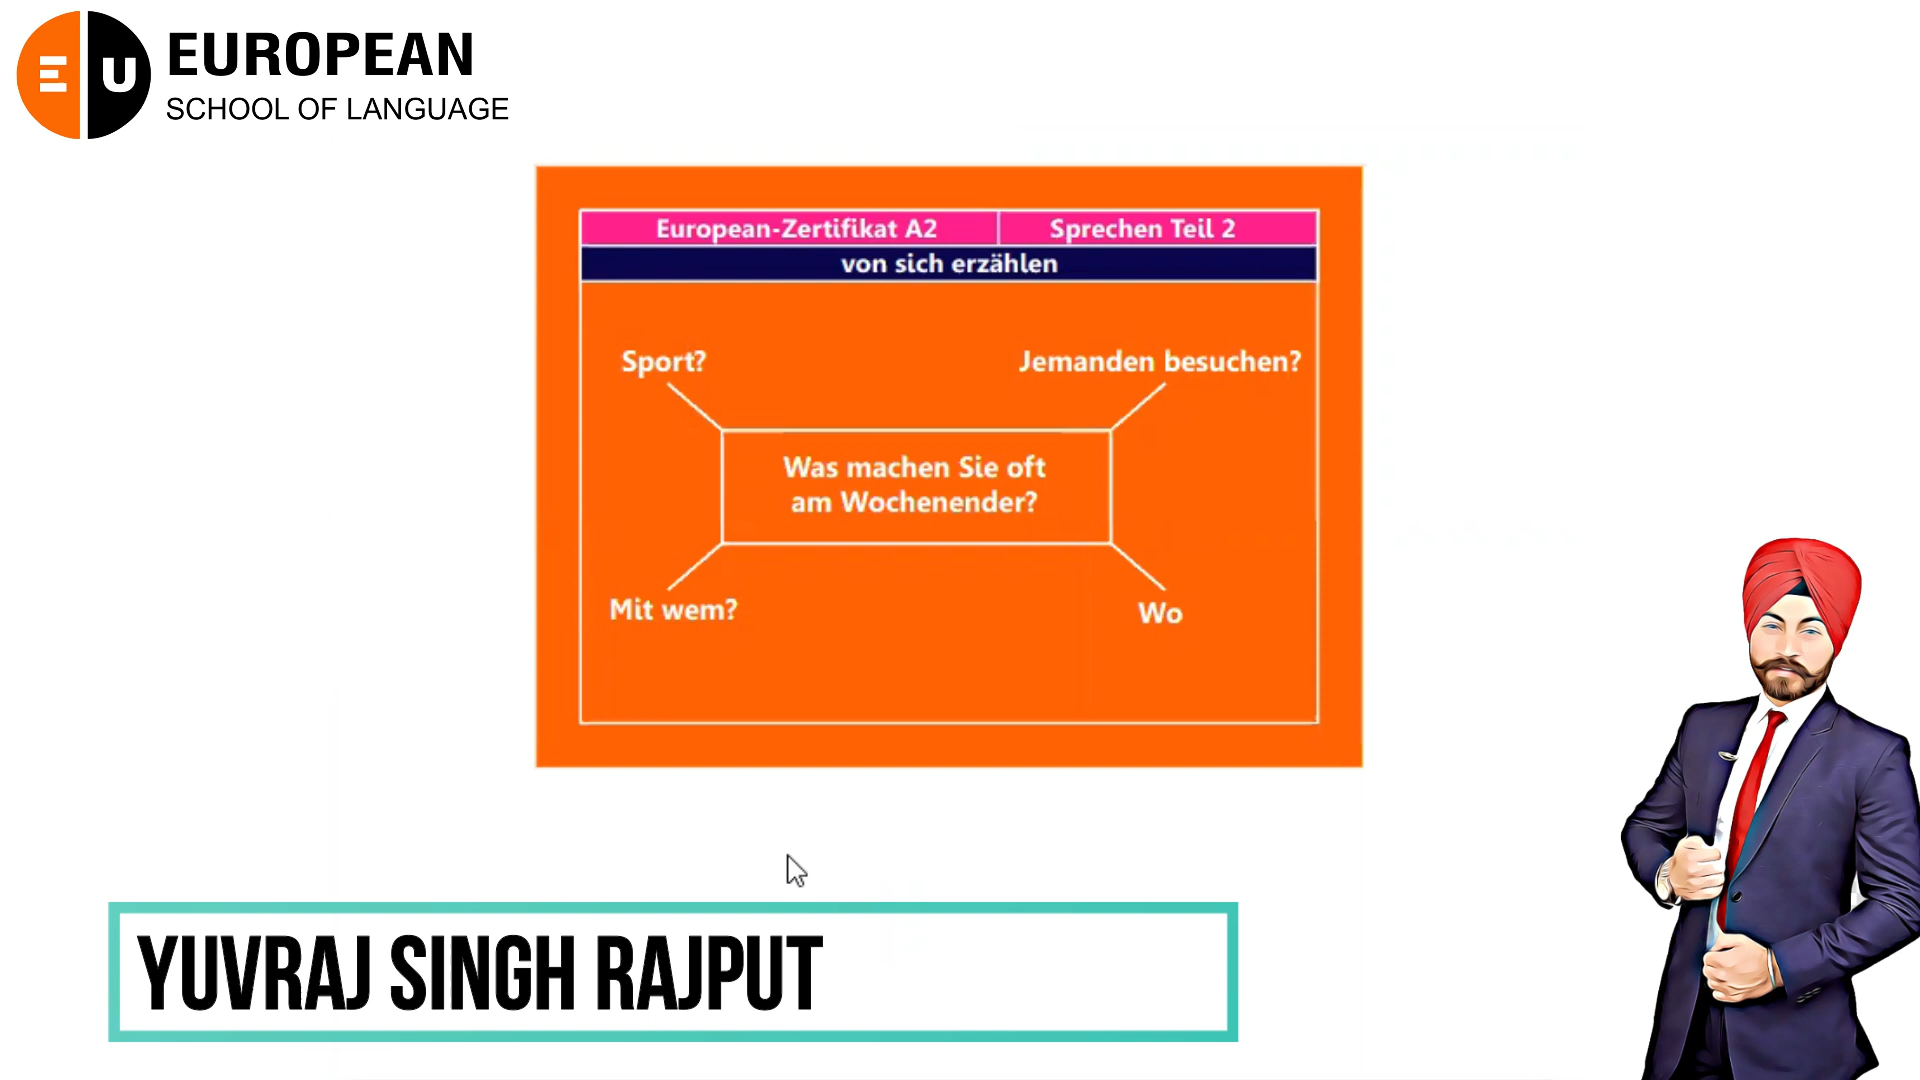 E U
EUROPEAN
SCHOOL OF LANGUAGE
European-Zertifikat A2 Sprechen Teil 2
von sich erzählen
Sport? Jemanden besuchen?
Was machen Sie oft
am Wochenender?
Mit wem? Wo
YUVRAJ SINGH RAJPUT